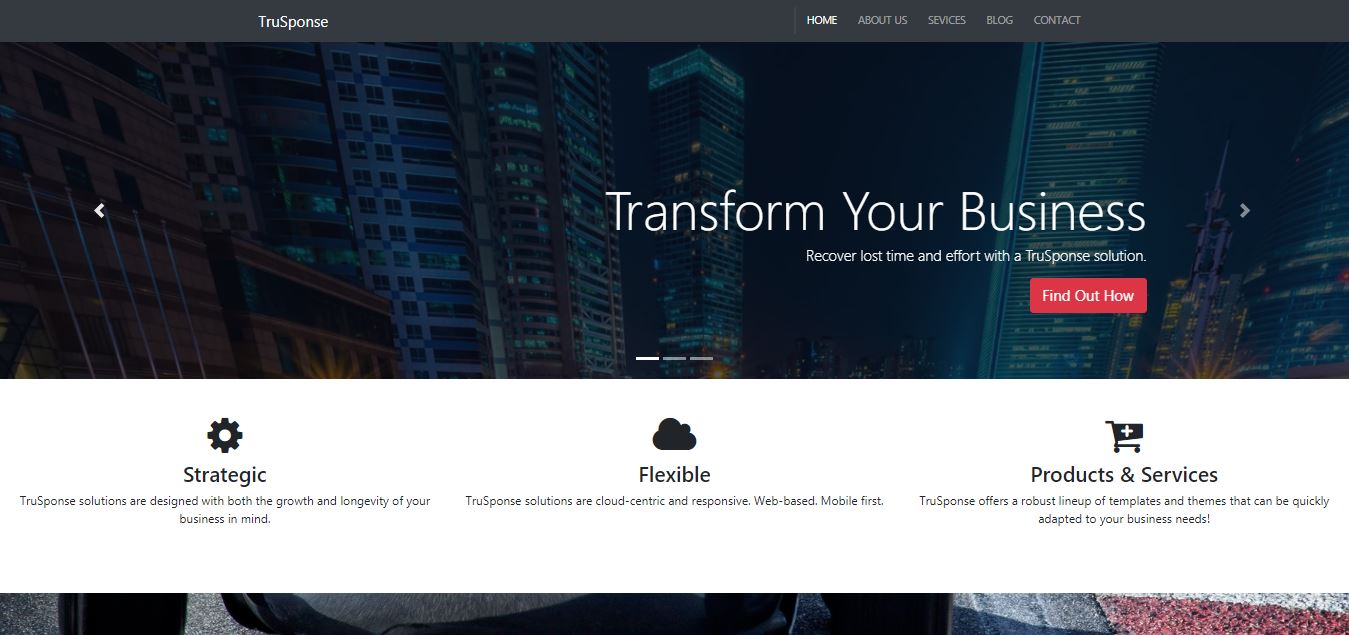 TruSponse
HOME ABOUT US SEVICES BLOG CONTACT
Transform Your Business
Recover lost time and effort with a TruSponse solution.
Find Out How
Strategic
TruSponse solutions are designed with both the growth and longevity of your
business in mind.
Flexible
TruSponse solutions are cloud-centric and responsive. Web-based. Mobile first.
Products & Services
TruSponse offers a robust lineup of templates and themes that can be quickly
adapted to your business needs!